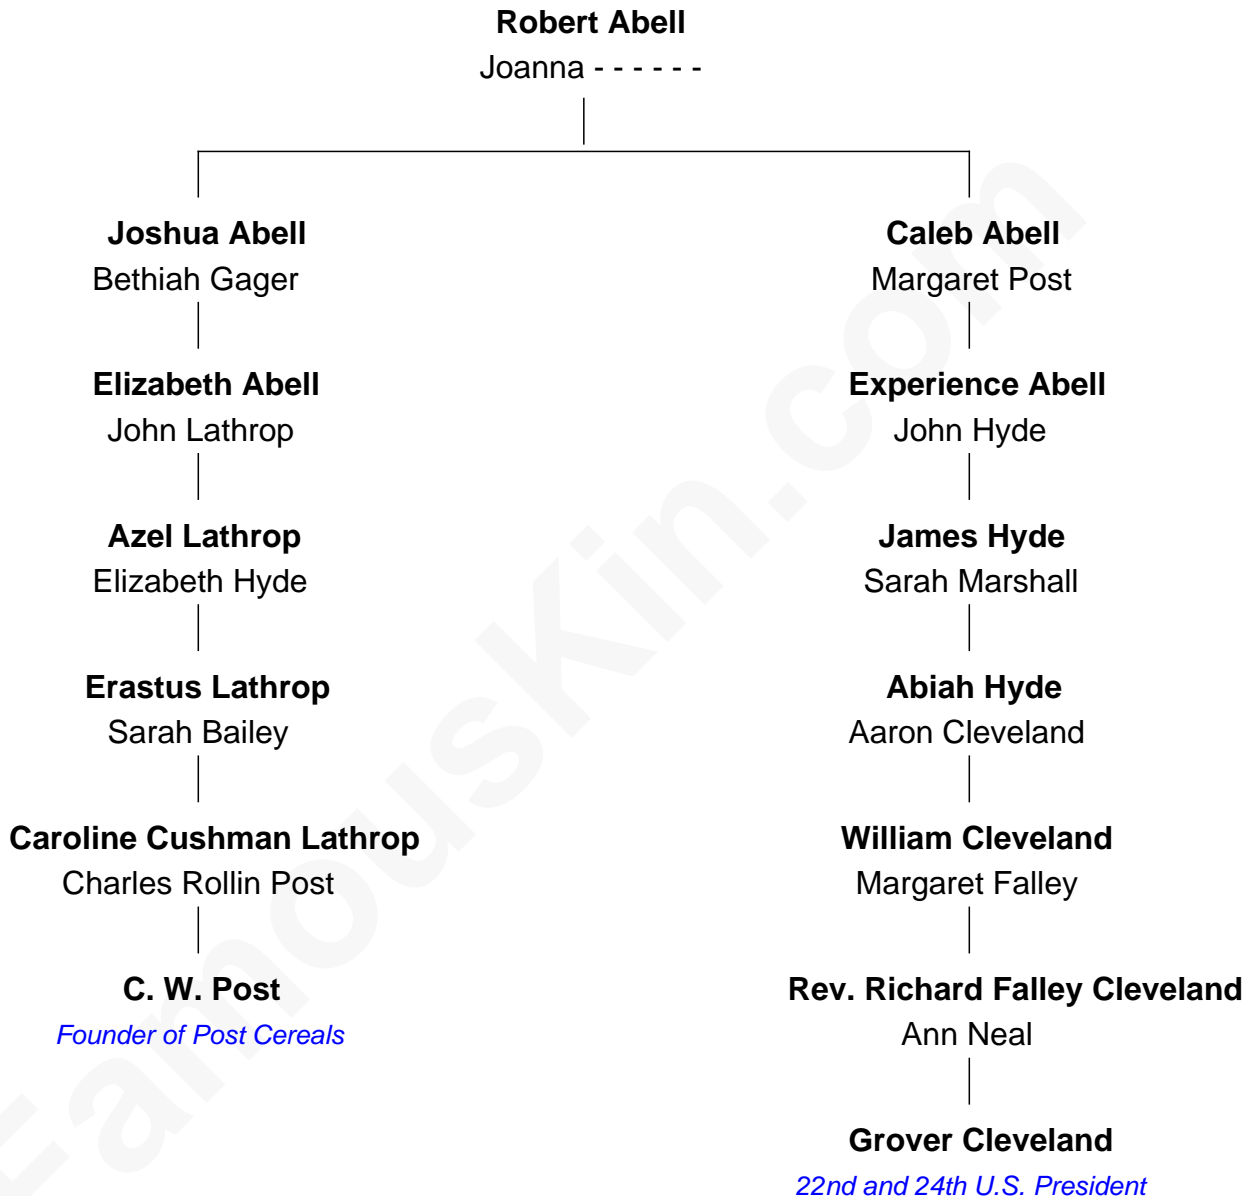 Robert Abell
Joanna - - - - - -
Joshua Abell
Bethiah Gager
Caleb Abell
Margaret Post
Elizabeth Abell
John Lathrop
Experience Abell
John Hyde
Azel Lathrop
Elizabeth Hyde
James Hyde
Sarah Marshall
Erastus Lathrop
Sarah Bailey
Abiah Hyde
Aaron Cleveland
Caroline Cushman Lathrop
Charles Rollin Post
William Cleveland
Margaret Falley
C. W. Post
Founder of Post Cereals
Rev. Richard Falley Cleveland
Ann Neal
Grover Cleveland
22nd and 24th U.S. President
FamousKin.com